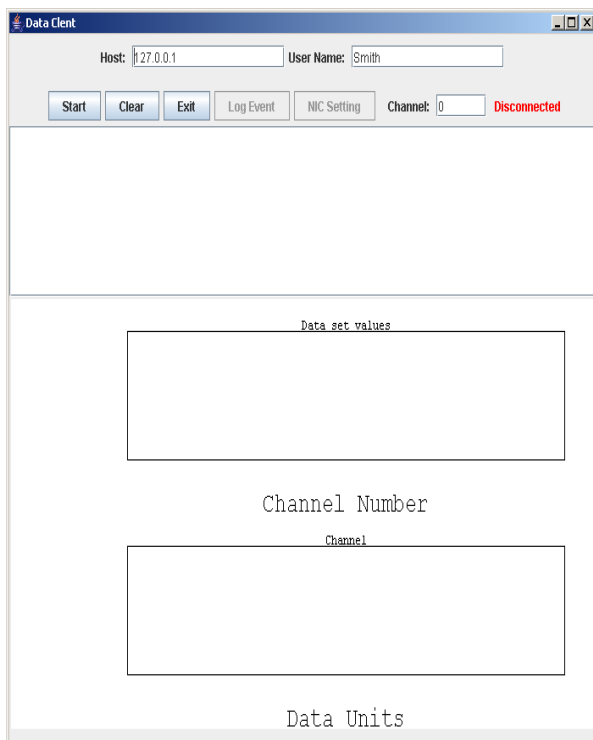 Data Clent
Host: 127.0.0.1 User Name: Smith
Start Clear Exit Log Event NIC Setting Channel: 0 Disconnected
Data set values
Channel Number
Channel
Data Units